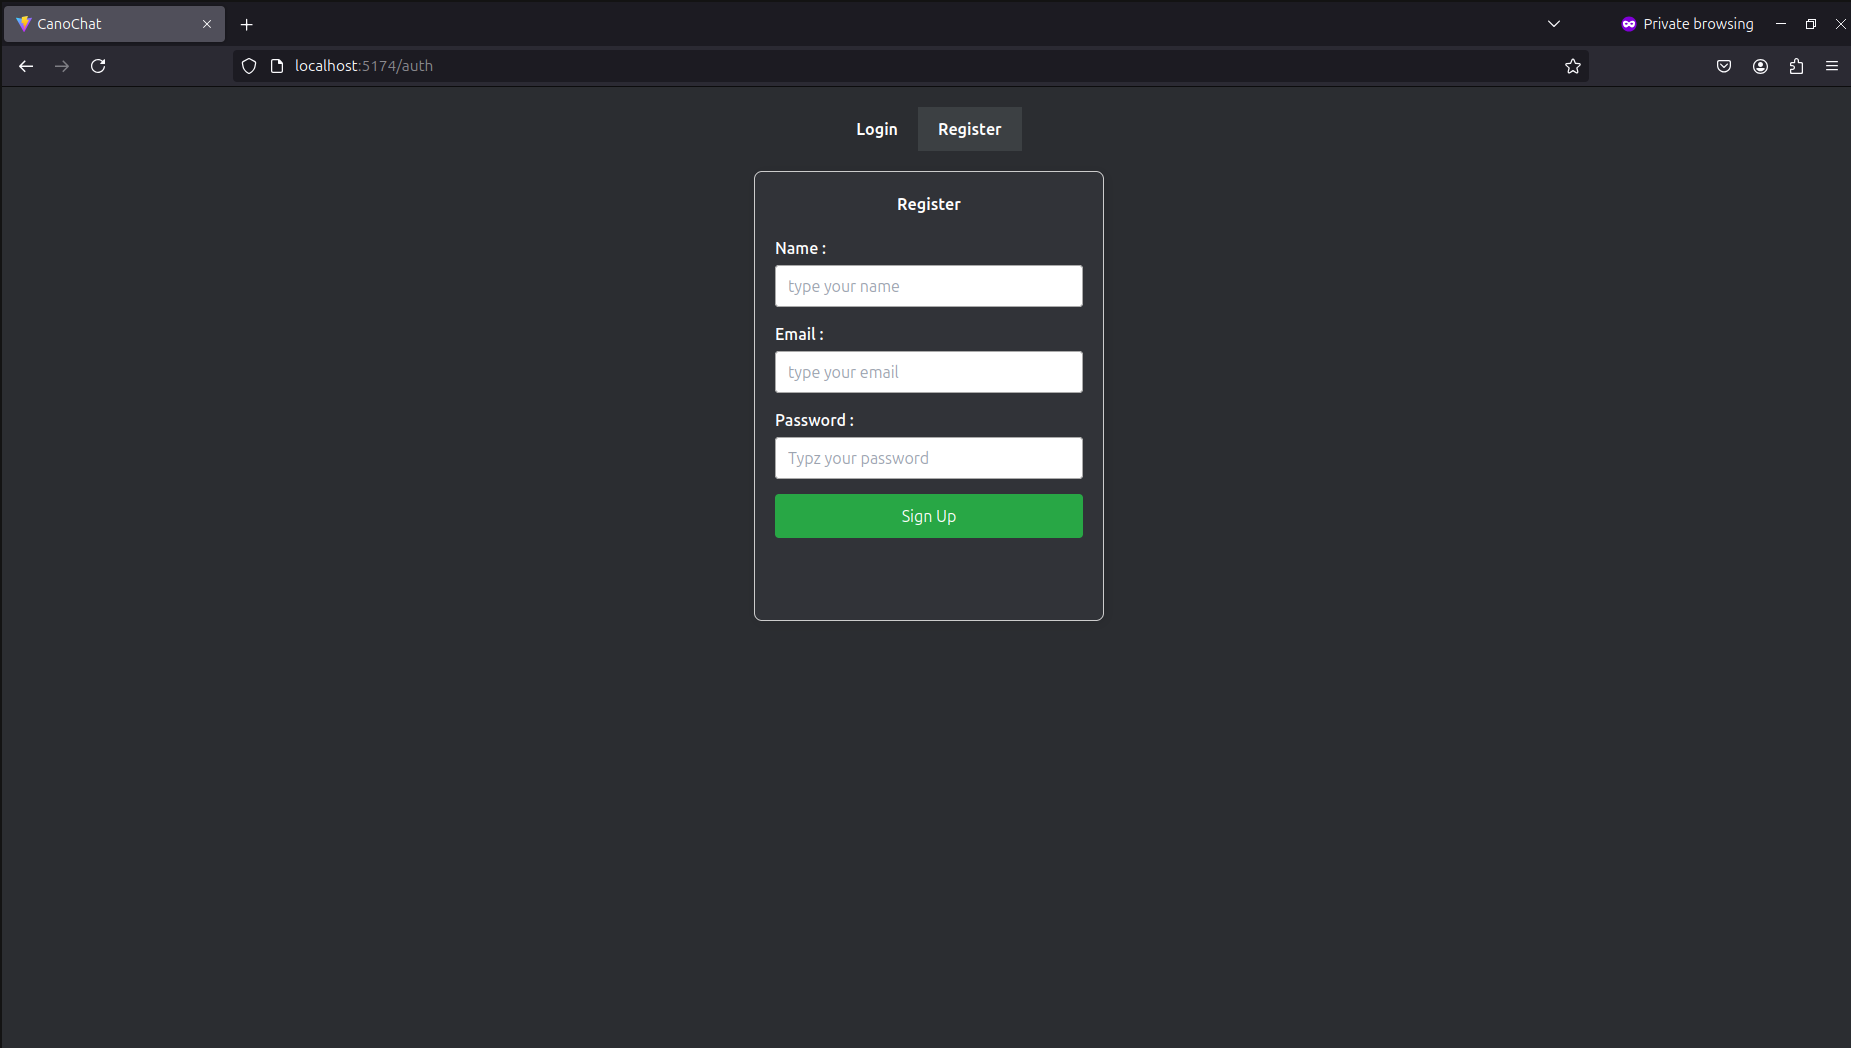 CanoChat
Private browsing
localhost:5174/auth
Login Register
Register
Name :
type your name
Email :
type your email
Password :
Typz your password
Sign Up